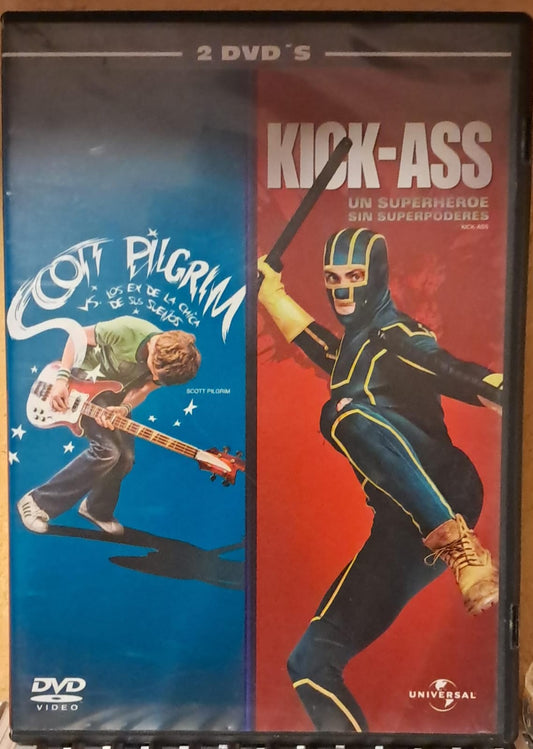 2 DVD´S
SCOTT PILGRIM
VS. LOS EX DE LA CHICA
DE SUS SUEÑOS
SCOTT PILGRIM
KICK-ASS
UN SUPERHÉROE
SIN SUPERPODERES
KICK-ASS
DVD
VIDEO
UNIVERSAL